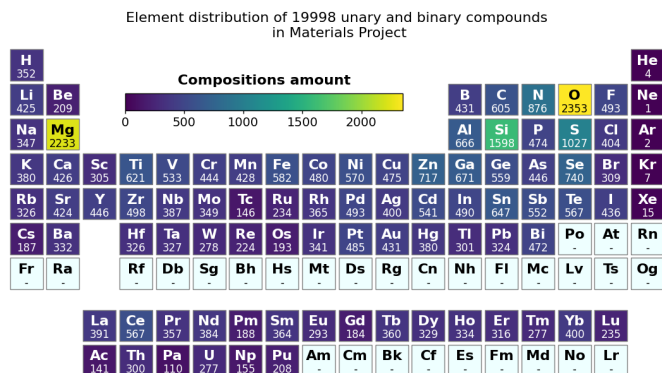 Element distribution of 19998 unary and binary compounds
in Materials Project
H He
352 4
Compositions amount
Li Be B C N O F Ne
425 209 431 605 876 2353 493 1
0 500 1000 1500 2000
Na Mg Al Si P S Cl Ar
347 2233 666 1598 474 1027 404 2
K Ca Sc Ti V Cr Mn Fe Co Ni Cu Zn Ga Ge As Se Br Kr
380 426 305 621 533 444 428 582 480 570 475 717 671 559 446 740 309 7
Rb Sr Y Zr Nb Mo Tc Ru Rh Pd Ag Cd In Sn Sb Te I Xe
326 424 446 498 387 349 146 234 365 493 400 541 490 647 552 567 436 15
Cs Ba Hf Ta W Re Os Ir Pt Au Hg Tl Pb Bi Po At Rn
187 332 326 327 278 224 193 341 485 431 380 301 324 472 - - -
Fr Ra Rf Db Sg Bh Hs Mt Ds Rg Cn Nh Fl Mc Lv Ts Og
- - - - - - - - - - - - - - - - -
La Ce Pr Nd Pm Sm Eu Gd Tb Dy Ho Er Tm Yb Lu
391 567 357 384 188 364 293 184 360 329 334 316 277 400 235
Ac Th Pa U Np Pu Am Cm Bk Cf Es Fm Md No Lr
141 300 110 277 155 208 - - - - - - - - -